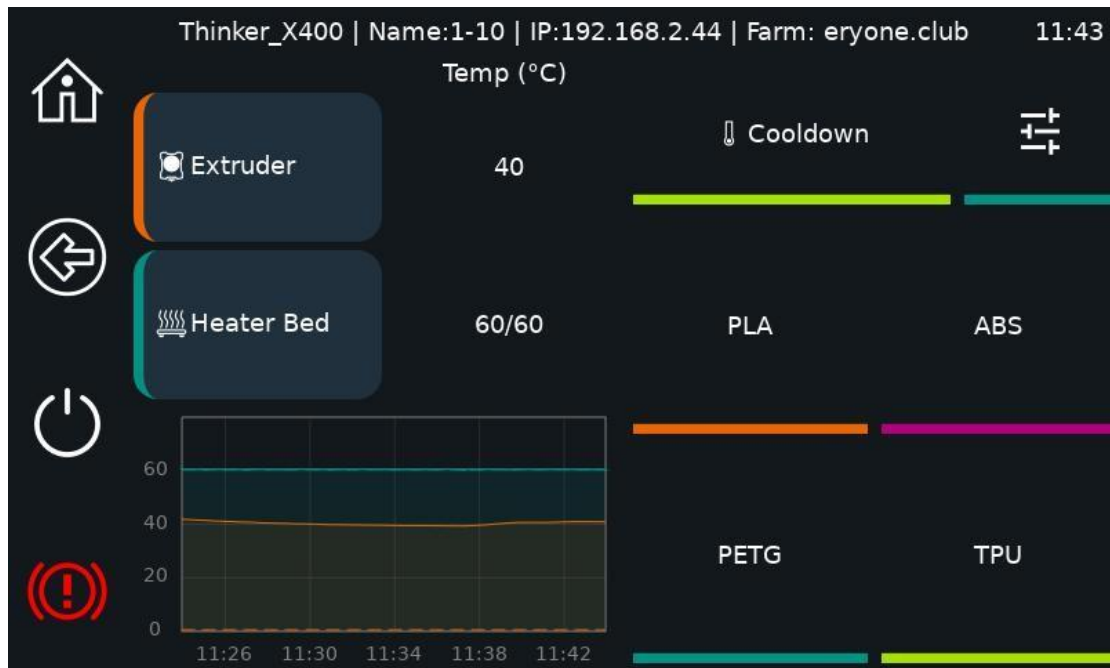 Thinker_X400 | Name:1-10 | IP:192.168.2.44 | Farm: eryone.club
11:43
Temp (°C)
Extruder
40
Cooldown
Heater Bed
60/60
PLA
ABS
PETG
TPU
60
40
20
0
11:26 11:30 11:34 11:38 11:42